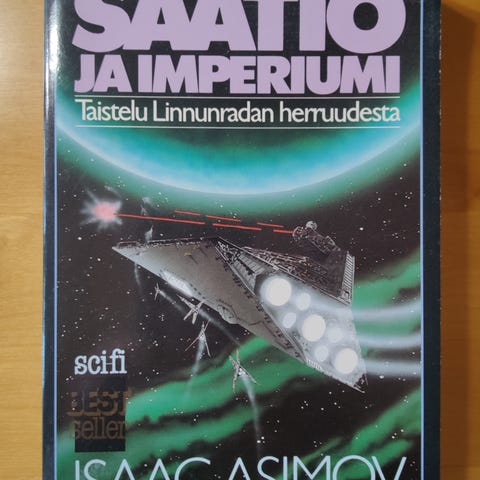 SÄÄTIÖ
JA IMPERIUMI
Taistelu Linnunradan herruudesta
scifi
BEST
seller
ISAAC ASIMOV